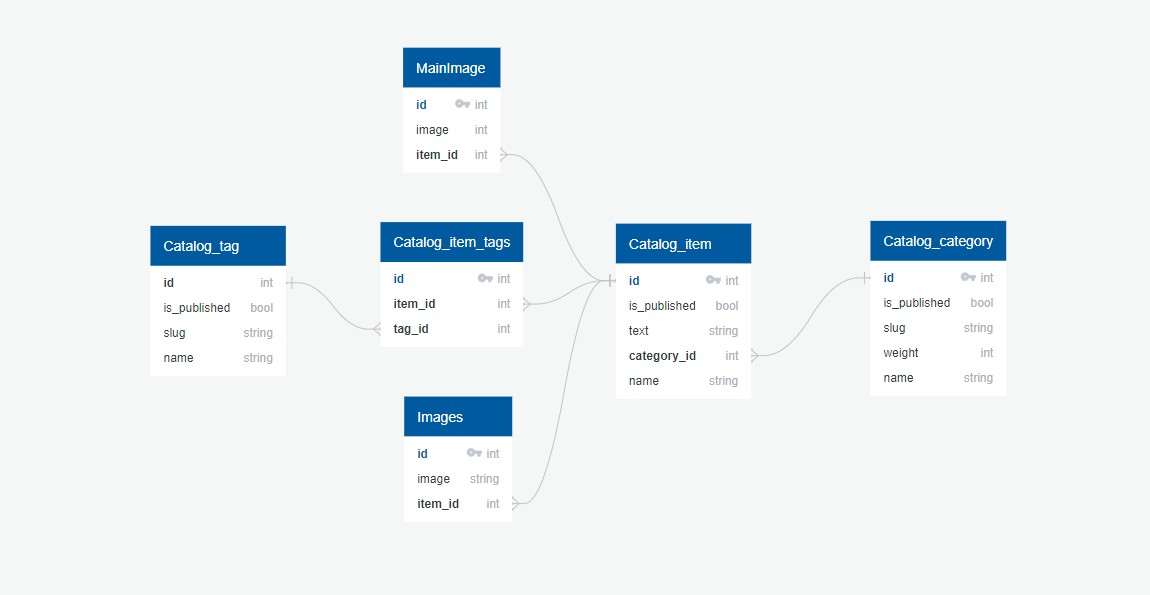 MainImage
id int
image int
item_id int
Catalog_tag
id int
is_published bool
slug string
name string
Catalog_item_tags
id int
item_id int
tag_id int
Images
id int
image string
item_id int
Catalog_item
id int
is_published bool
text string
category_id int
name string
Catalog_category
id int
is_published bool
slug string
weight int
name string